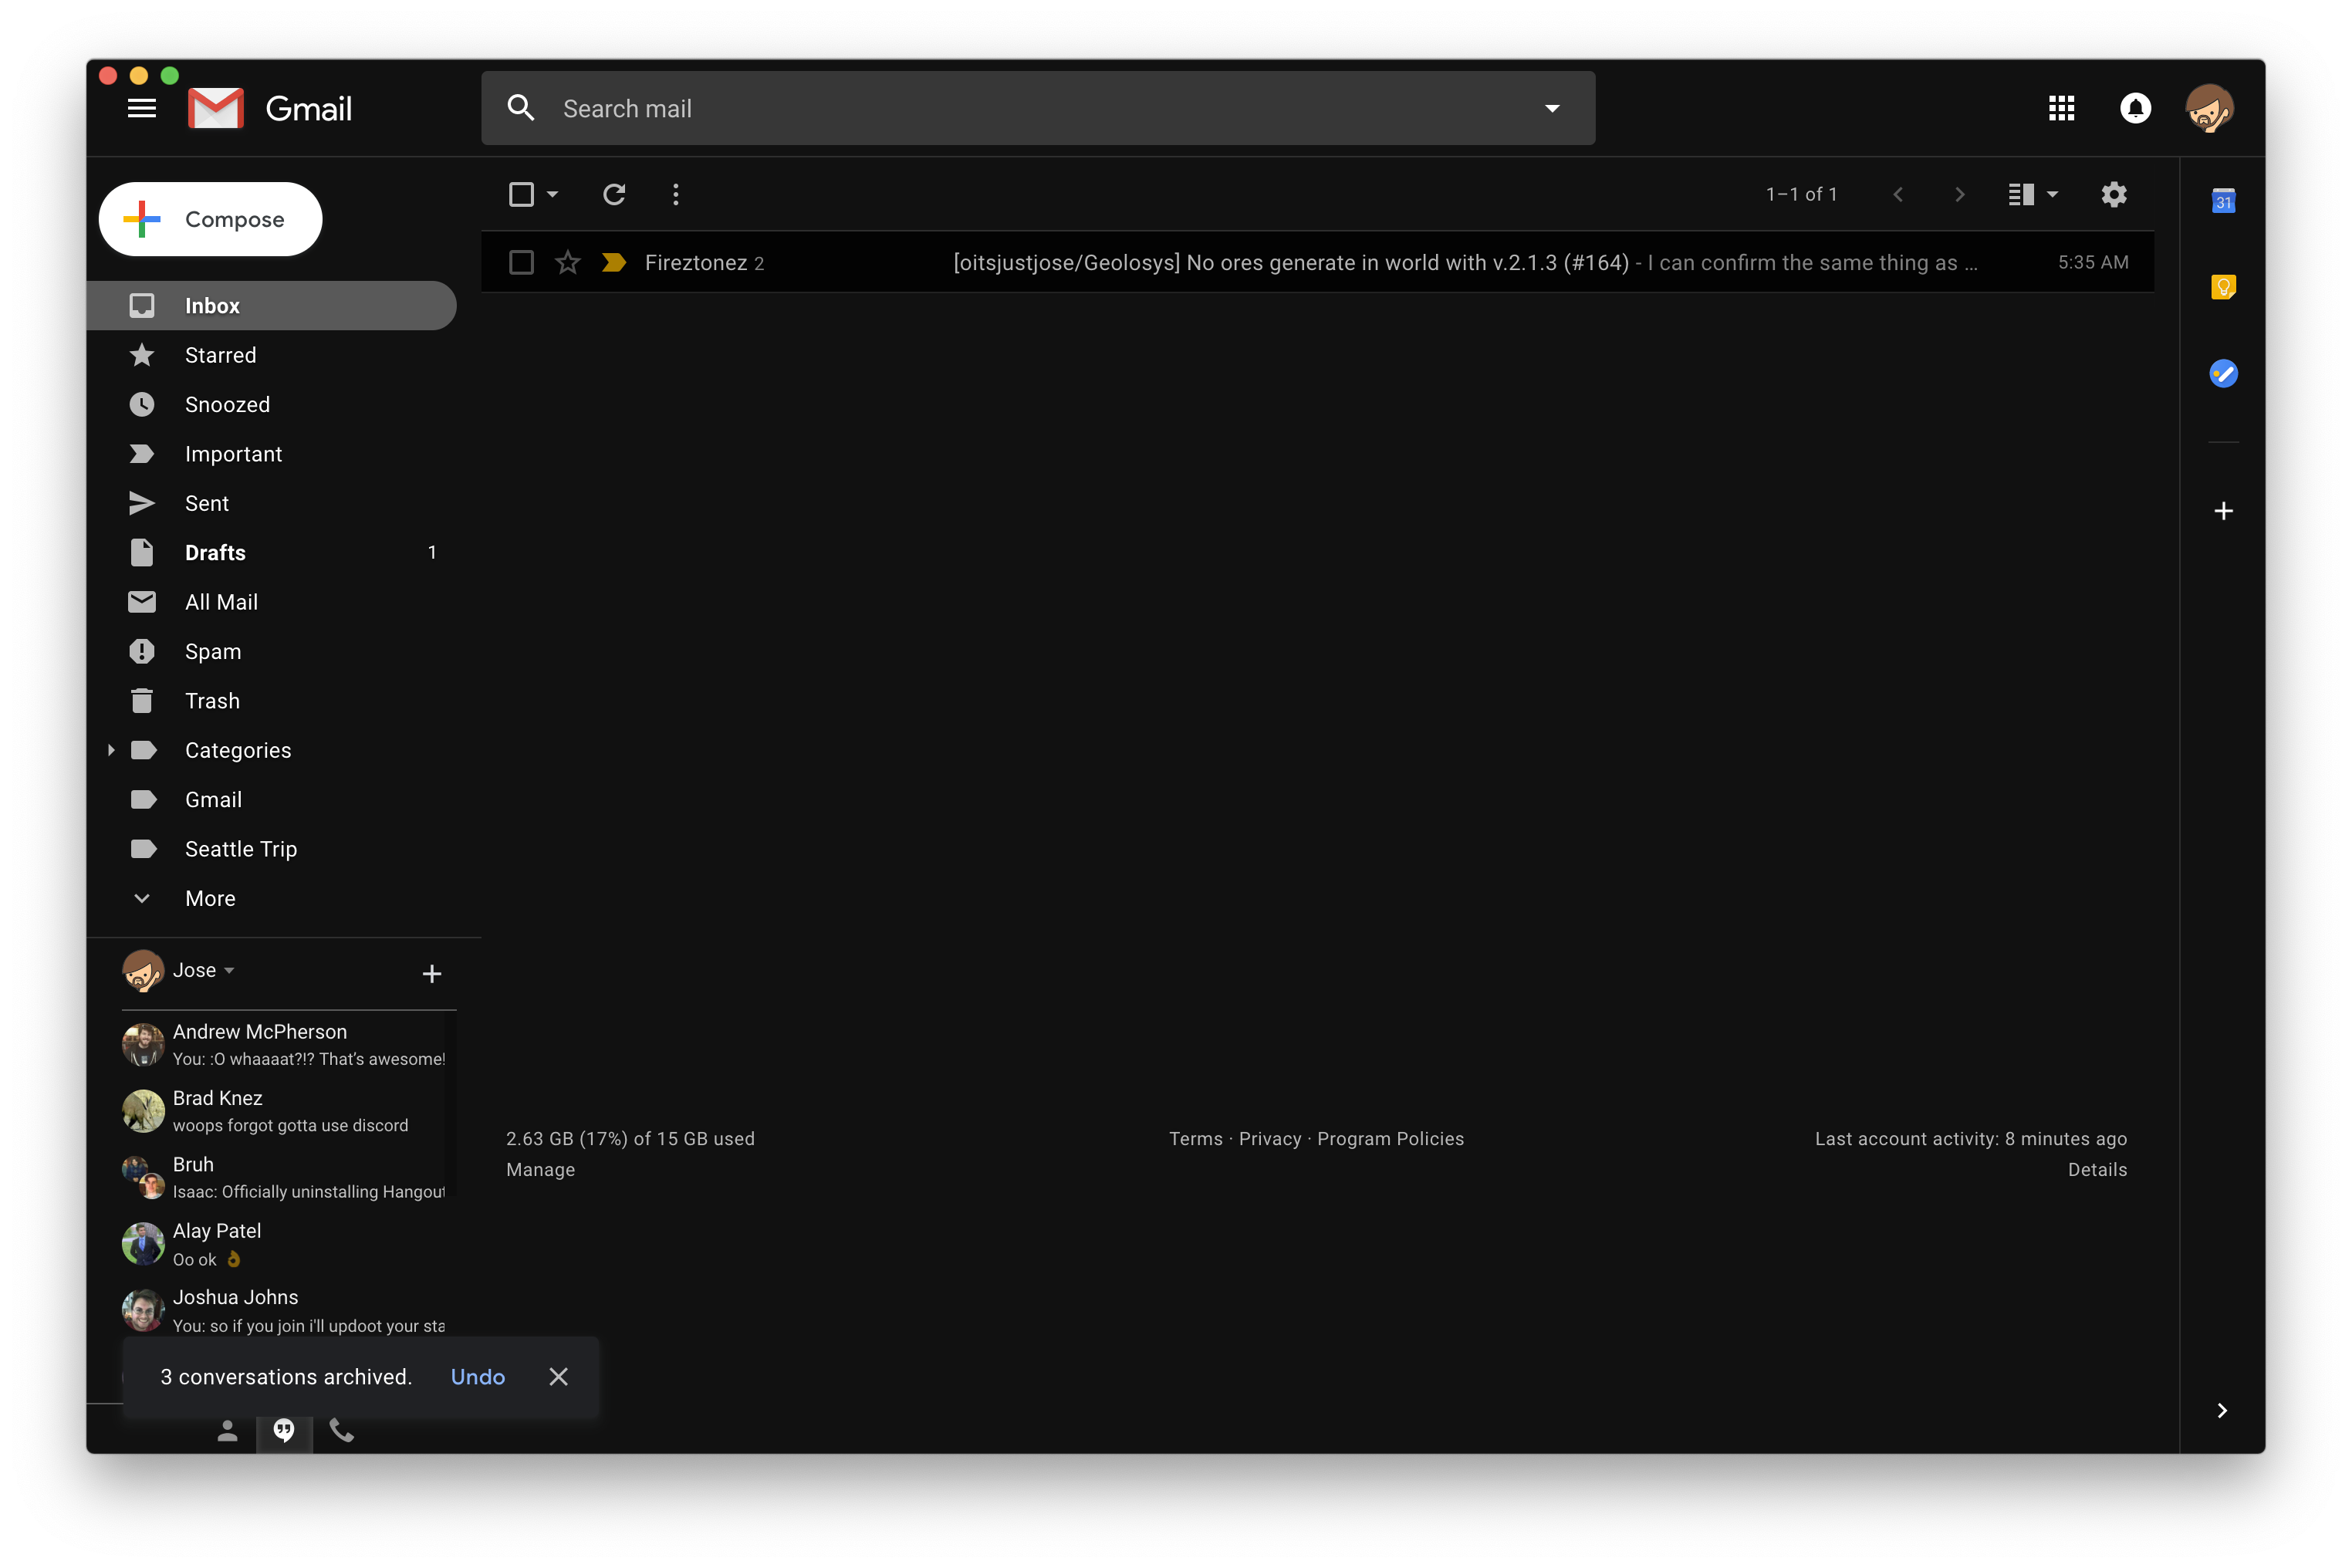 Gmail
Search mail
Compose
1–1 of 1
31
Fireztonez 2 [oitsjustjose/Geolosys] No ores generate in world with v.2.1.3 (#164) - I can confirm the same thing as ... 5:35 AM
Inbox
Starred
Snoozed
Important
Sent
Drafts 1
All Mail
Spam
Trash
Categories
Gmail
Seattle Trip
More
Jose
Andrew McPherson
You: :O whaaaat?!? That's awesome!
Brad Knez
woops forgot gotta use discord
Bruh
Isaac: Officially uninstalling Hangout
Alay Patel
Oo ok 👌
Joshua Johns
You: so if you join i'll updoot your sta
2.63 GB (17%) of 15 GB used
Manage
Terms · Privacy · Program Policies
Last account activity: 8 minutes ago
Details
3 conversations archived. Undo